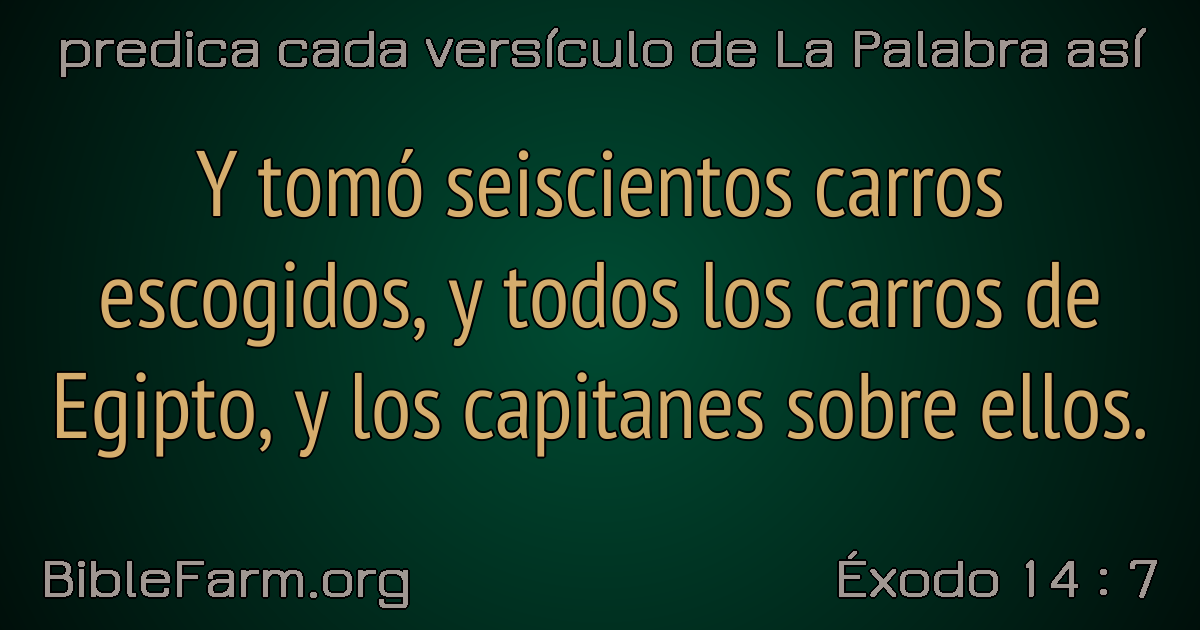 predica cada versículo de La Palabra así
Y tomó seiscientos carros
escogidos, y todos los carros de
Egipto, y los capitanes sobre ellos.
BibleFarm.org
Éxodo 14 : 7